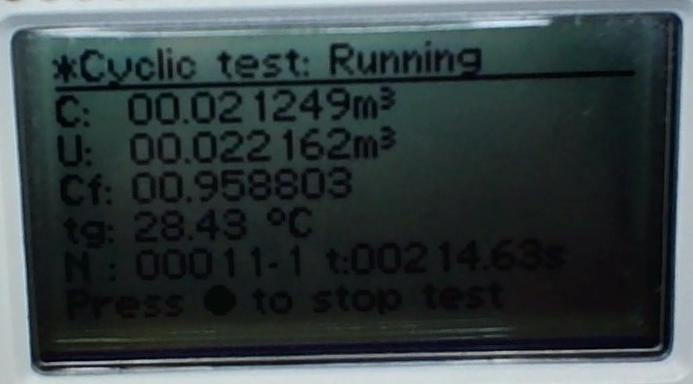 *Cyclic test: Running
C: 00.021249m³
U: 00.022162m³
Cf: 00.958803
tg: 28.43 °C
N : 00011-1 t:00214.63s
Press ● to stop test